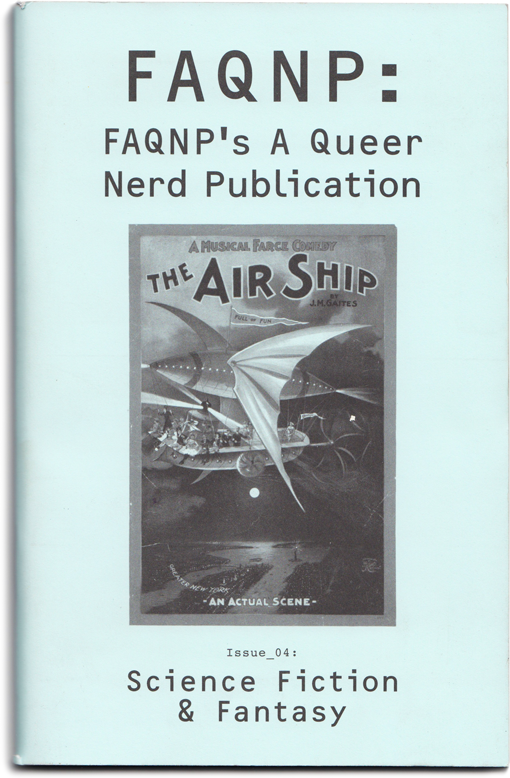 FAQNP:
FAQNP's A Queer
Nerd Publication
A MUSICAL FARCE COMEDY
THE AIR SHIP
BY
J.M. GAITES
FULL OF FUN
GREATER NEW YORK
-AN ACTUAL SCENE-
Issue_04:
Science Fiction
& Fantasy